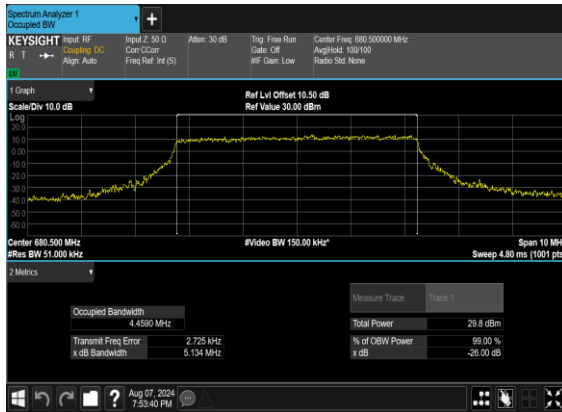 Spectrum Analyzer 1
Occupied BW
+
KEYSIGHT Input: RF Input Z: 50 Ω Atten: 30 dB Trig: Free Run Center Freq: 680.500000 MHz
R T Coupling: DC Corr CCorr Gate: Off Avg|Hold: 100/100
Align: Auto Freq Ref: Int (S) #IF Gain: Low Radio Std: None
LXI
1 Graph
Ref Lvl Offset 10.50 dB
Scale/Div 10.0 dB Ref Value 30.00 dBm
Log
20.0
10.0
0.00
-10.0
-20.0
-30.0
-40.0
-50.0
-60.0
Center 680.500 MHz #Video BW 150.00 kHz* Span 10 MH
#Res BW 51.000 kHz Sweep 4.80 ms (1001 pts
2 Metrics
Measure Trace Trace 1
Occupied Bandwidth
4.4590 MHz Total Power 29.8 dBm
Transmit Freq Error 2.725 kHz % of OBW Power 99.00 %
x dB Bandwidth 5.134 MHz x dB -26.00 dB
? Aug 07, 2024
7:53:40 PM